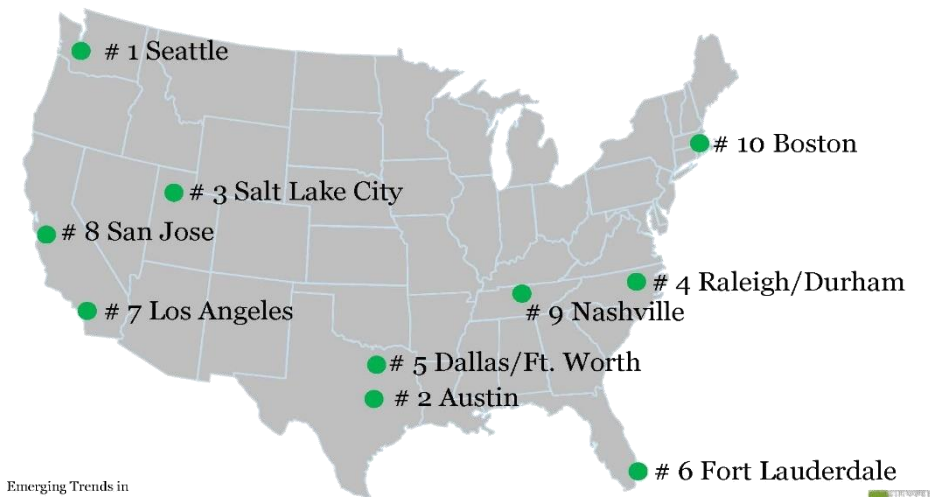 # 1 Seattle
# 10 Boston
# 3 Salt Lake City
# 8 San Jose
# 4 Raleigh/Durham
# 7 Los Angeles
# 9 Nashville
# 5 Dallas/Ft. Worth
# 2 Austin
# 6 Fort Lauderdale
Emerging Trends in